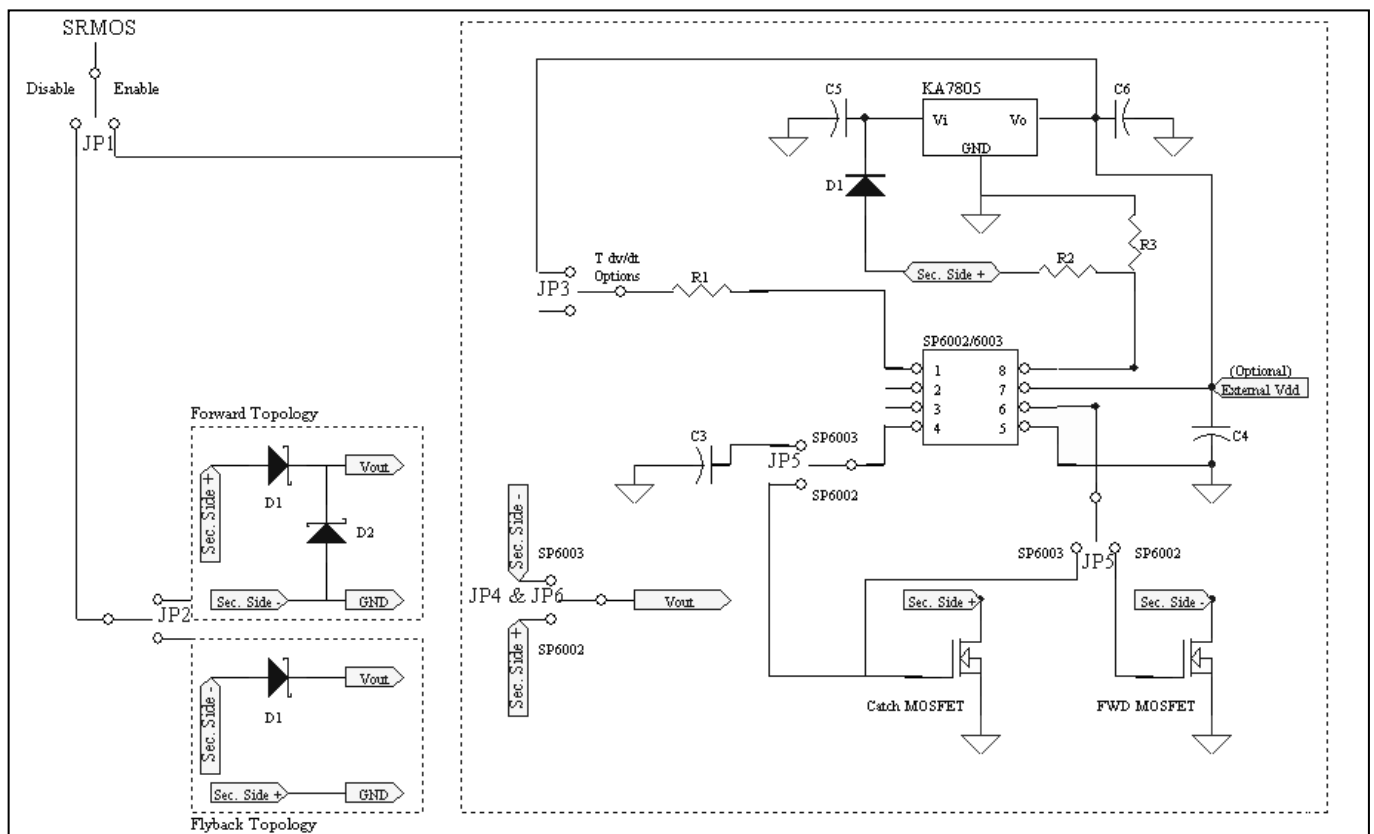 SRMOS
Disable
Enable
JP1
C5
KA7805
C6
Vi
Vo
GND
D1
R3
T dv/dt
Options
R1
JP3
Sec. Side +
R2
SP6002/6003
1
8
2
7
3
6
4
5
(Optional)
External Vdd
C4
C3
SP6003
JP5
SP6002
Forward Topology
Sec. Side +
D1
Vout
D2
Sec. Side -
GND
JP2
Sec. Side -
D1
Vout
Sec. Side +
GND
Flyback Topology
Sec. Side -
SP6003
JP4 & JP6
Vout
Sec. Side +
SP6002
SP6003
JP5
SP6002
Sec. Side +
Sec. Side -
Catch MOSFET
FWD MOSFET